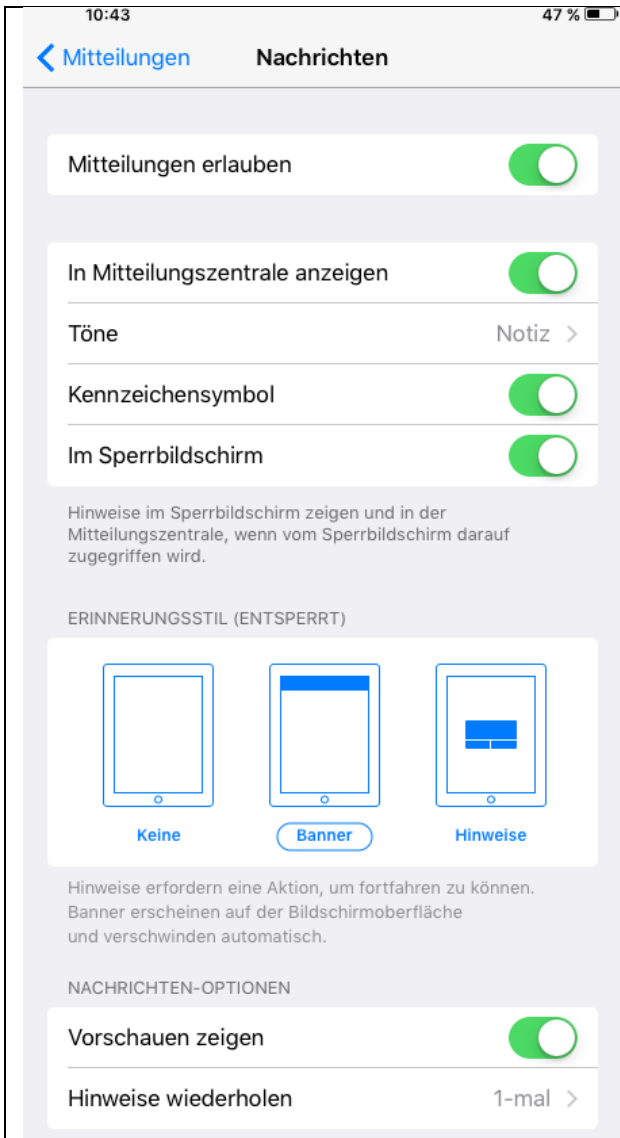 10:43 47 %
Mitteilungen Nachrichten
Mitteilungen erlauben
In Mitteilungszentrale anzeigen
Töne Notiz
Kennzeichensymbol
Im Sperrbildschirm
Hinweise im Sperrbildschirm zeigen und in der
Mitteilungszentrale, wenn vom Sperrbildschirm darauf
zugegriffen wird.
ERINNERUNGSSTIL (ENTSPERRT)
Keine Banner Hinweise
Hinweise erfordern eine Aktion, um fortfahren zu können.
Banner erscheinen auf der Bildschirmoberfläche
und verschwinden automatisch.
NACHRICHTEN-OPTIONEN
Vorschauen zeigen
Hinweise wiederholen 1-mal